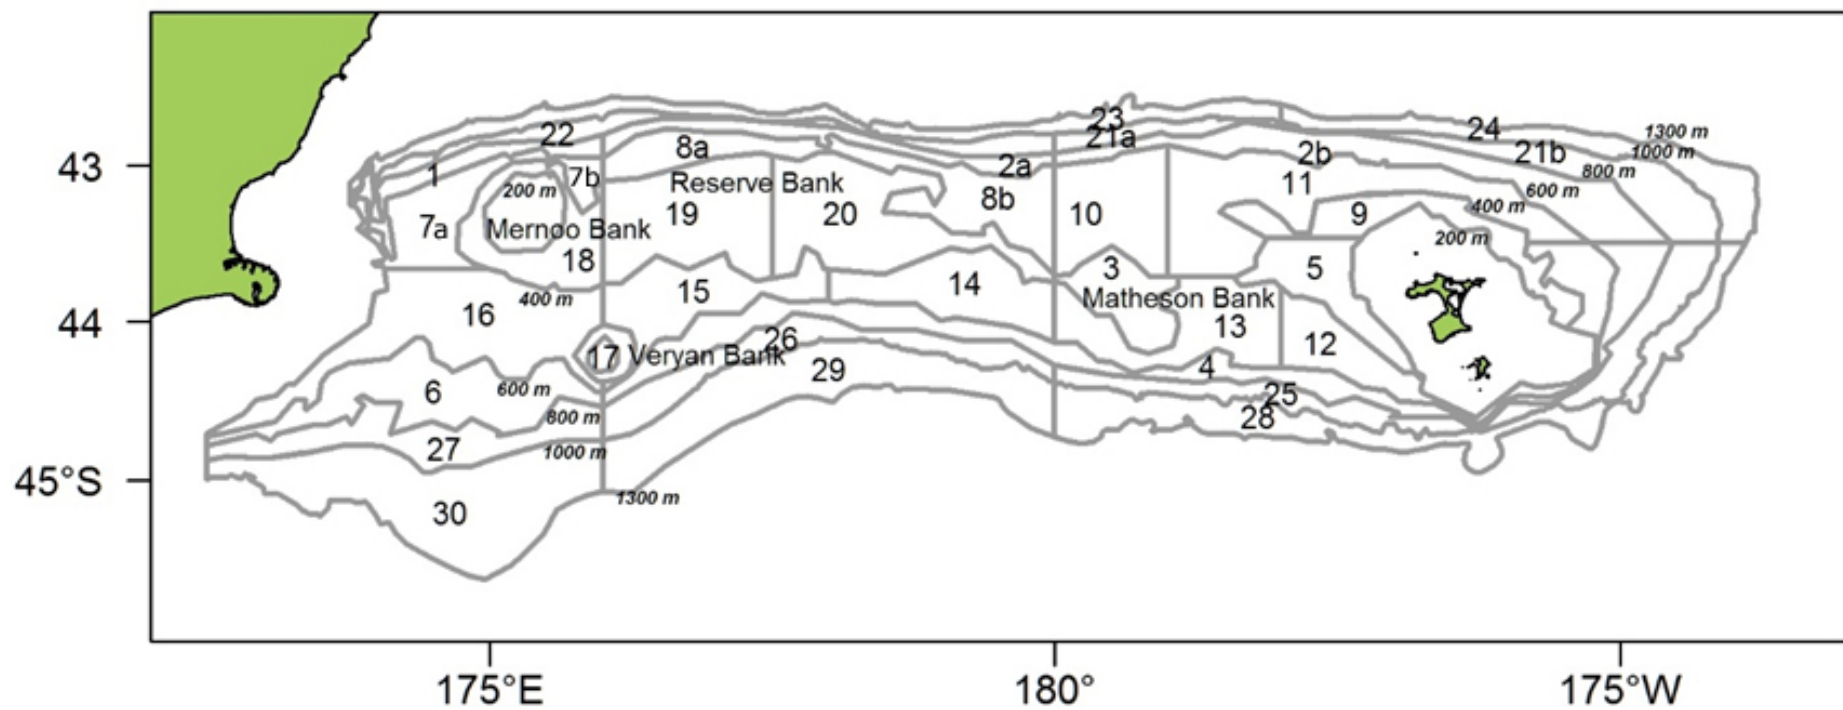 23
22
21a
24
1300 m
8a
2a
2b
21b
1000 m
43
1
7b
Reserve Bank
11
800 m
200 m
600 m
8b
400 m
7a
Mernoo Bank
19
20
10
9
200 m
18
3
5
400 m
15
14
Matheson Bank
16
13
44
17
Veryan Bank
26
12
29
4
6
600 m
25
800 m
28
27
1000 m
45°S
1300 m
30
175°E
180°
175°W